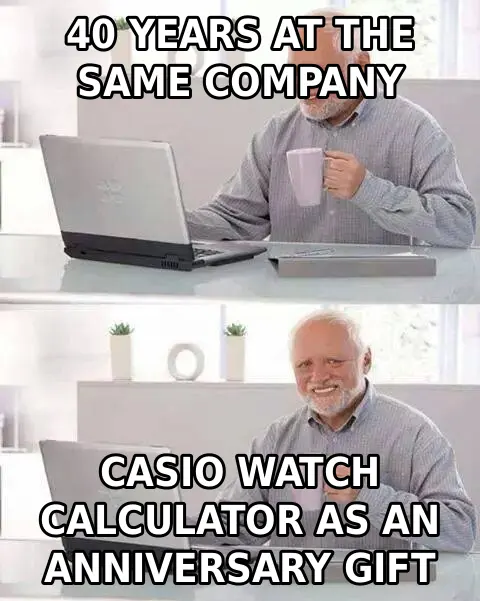 40 YEARS AT THE
SAME COMPANY
CASIO WATCH
CALCULATOR AS AN
ANNIVERSARY GIFT